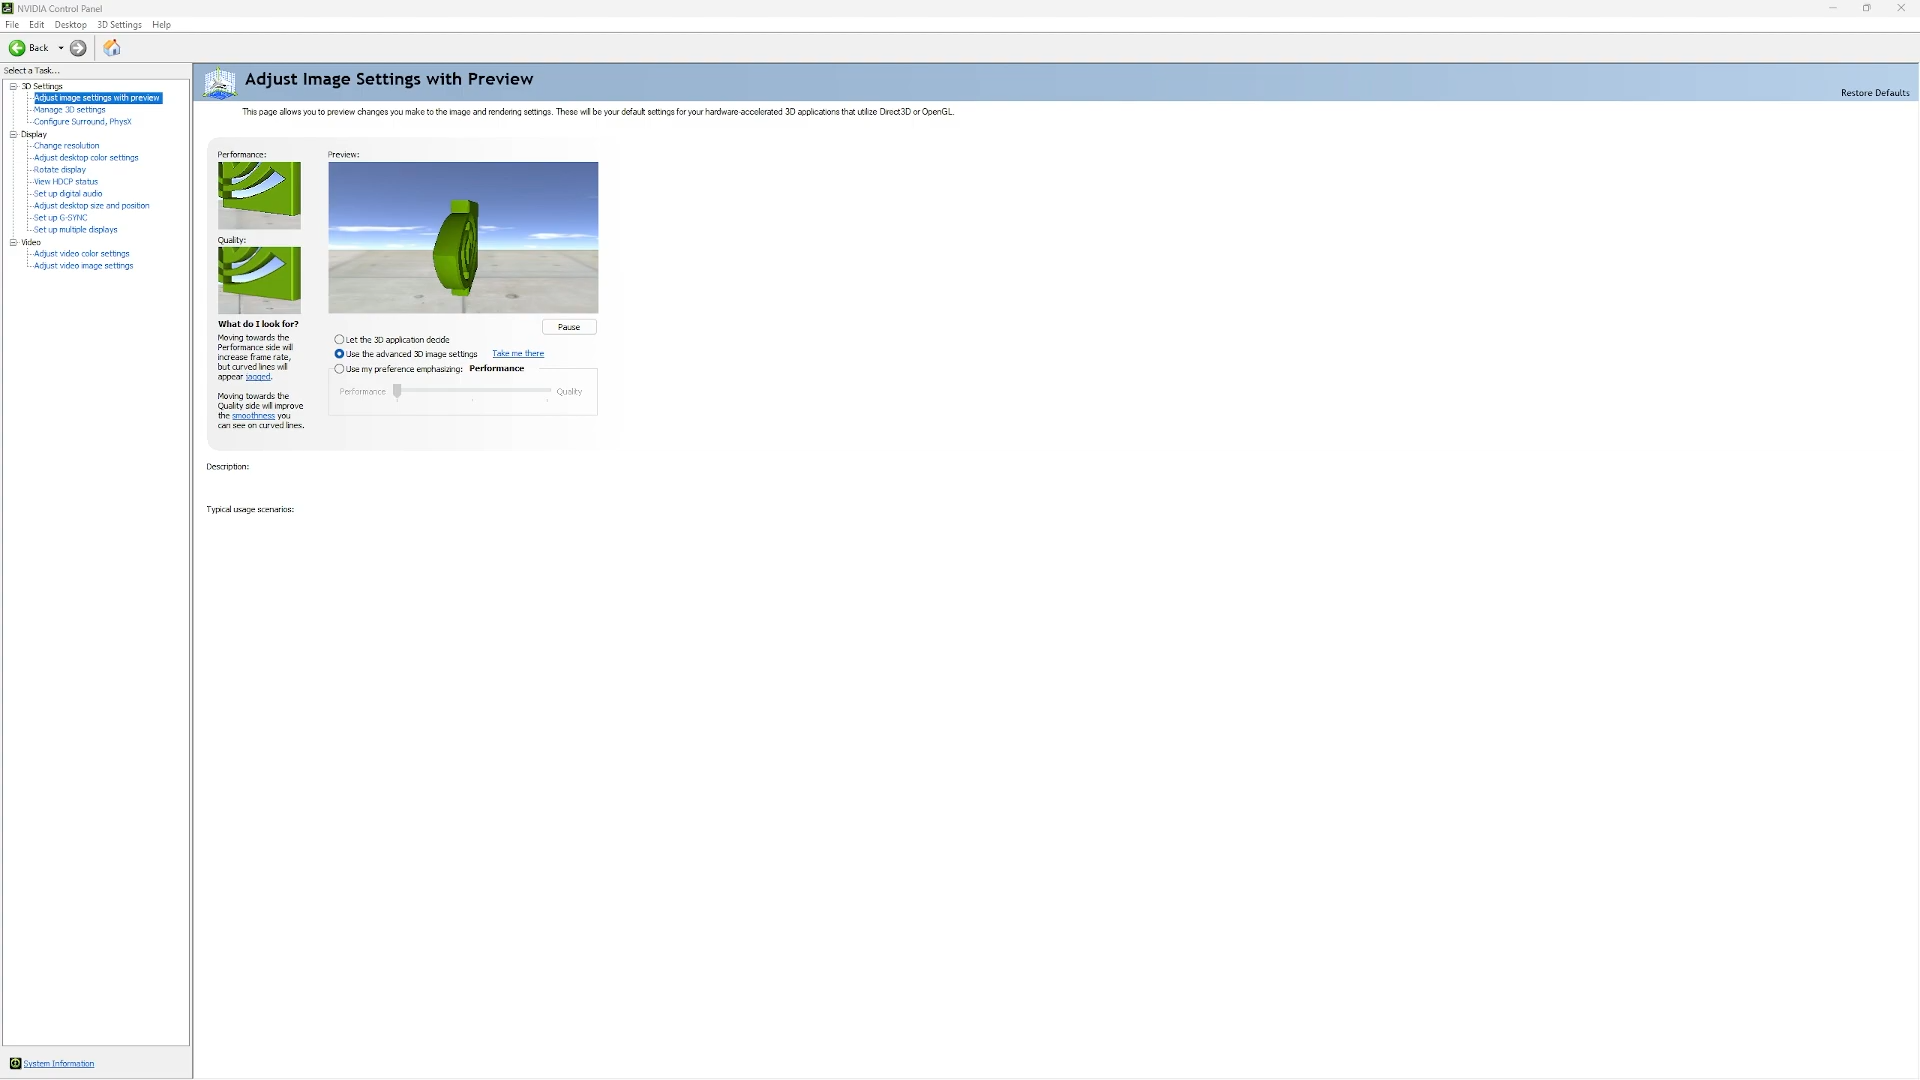 NVIDIA Control Panel
File Edit Desktop 3D Settings Help
Back
Select a Task...
3D Settings
Adjust image settings with preview
Manage 3D settings
Configure Surround, PhysX
Display
Change resolution
Adjust desktop color settings
Rotate display
View HDCP status
Set up digital audio
Adjust desktop size and position
Set up G-SYNC
Set up multiple displays
Video
Adjust video color settings
Adjust video image settings
System Information
Adjust Image Settings with Preview
Restore Defaults
This page allows you to preview changes you make to the image and rendering settings. These will be your default settings for your hardware-accelerated 3D applications that utilize Direct3D or OpenGL.
Performance:
Quality:
What do I look for?
Moving towards the
Performance side will
increase frame rate,
but curved lines will
appear jagged.
Moving towards the
Quality side will improve
the smoothness you
can see on curved lines.
Preview:
Pause
Let the 3D application decide
Use the advanced 3D image settings Take me there
Use my preference emphasizing: Performance
Performance Quality
Description:
Typical usage scenarios: